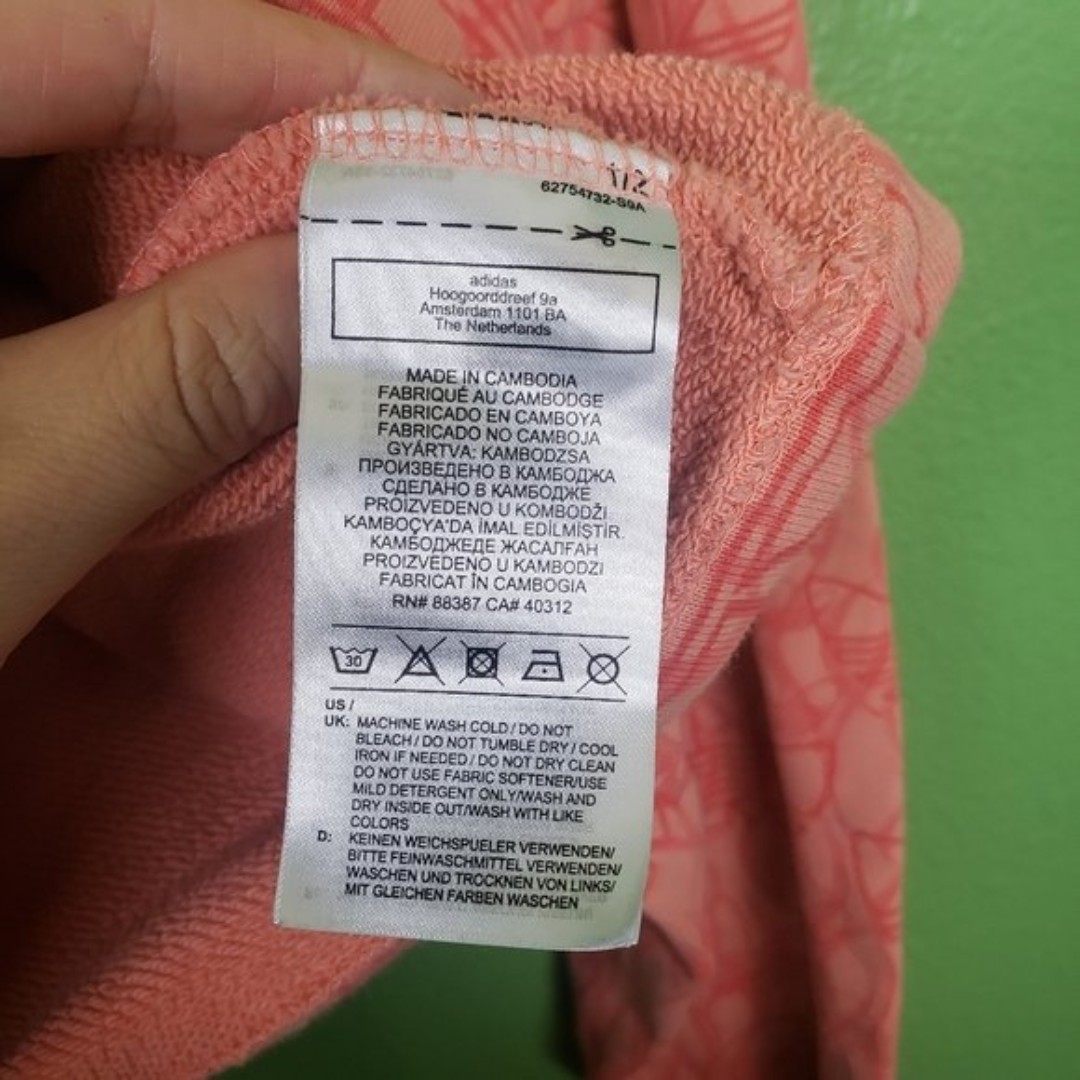 1/2
62754732-S9A
adidas
Hoogoorddreef 9a
Amsterdam 1101 BA
The Netherlands
MADE IN CAMBODIA
FABRIQUÉ AU CAMBODGE
FABRICADO EN CAMBOYA
FABRICADO NO CAMBOJA
GYÁRTVA: KAMBODZSA
ПРОИЗВЕДЕНО В КАМБОДЖА
СДЕЛАНО В КАМБОДЖЕ
PROIZVEDENO U KOMBODŽI
KAMBOÇYA'DA İMAL EDİLMİŞTİR.
КАМБОДЖЕДЕ ЖАСАЛҒАН
PROIZVEDENO U KAMBODZI
FABRICAT ÎN CAMBOGIA
RN# 88387 CA# 40312
30
US /
UK: MACHINE WASH COLD / DO NOT
BLEACH / DO NOT TUMBLE DRY / COOL
IRON IF NEEDED / DO NOT DRY CLEAN
DO NOT USE FABRIC SOFTENER/USE
MILD DETERGENT ONLY/WASH AND
DRY INSIDE OUT/WASH WITH LIKE
COLORS
D: KEINEN WEICHSPUELER VERWENDEN/
BITTE FEINWASCHMITTEL VERWENDEN/
WASCHEN UND TROCKNEN VON LINKS/
MIT GLEICHEN FARBEN WASCHEN